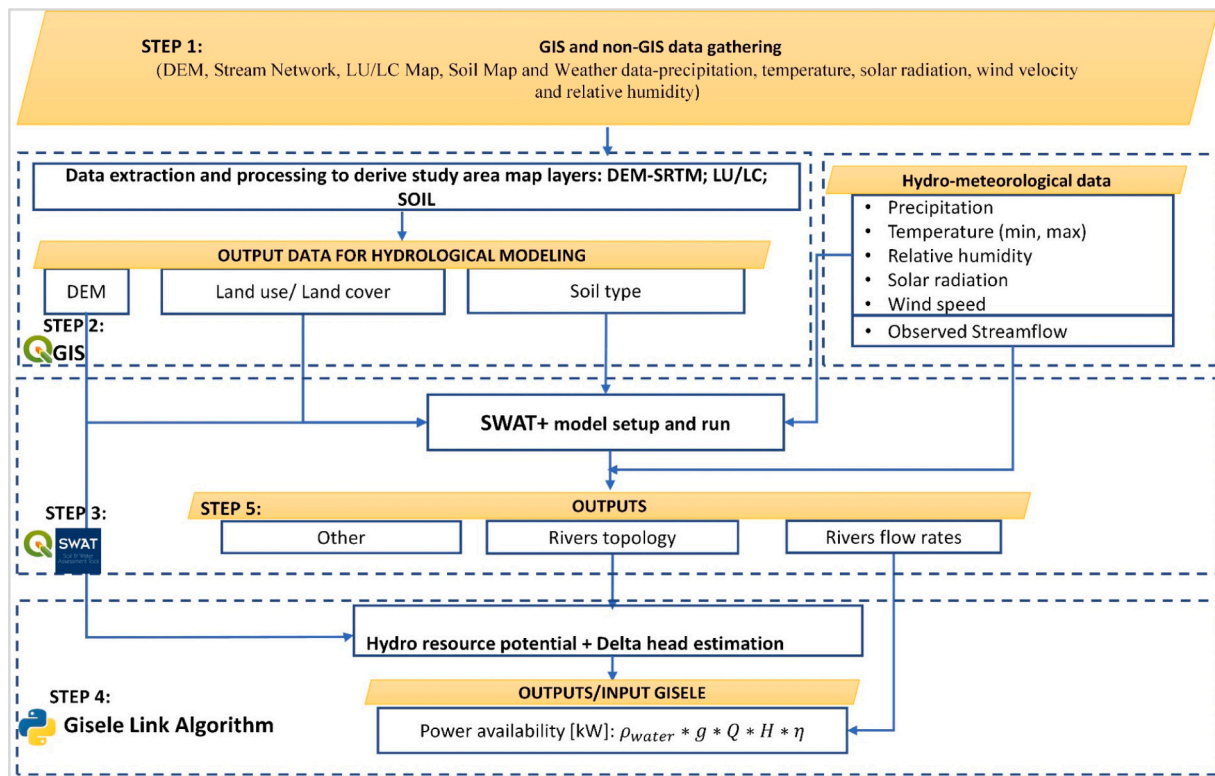 STEP 1:
GIS and non-GIS data gathering
(DEM, Stream Network, LU/LC Map, Soil Map and Weather data-precipitation, temperature, solar radiation, wind velocity
and relative humidity)
Data extraction and processing to derive study area map layers: DEM-SRTM; LU/LC;
SOIL
OUTPUT DATA FOR HYDROLOGICAL MODELING
DEM
Land use/ Land cover
Soil type
STEP 2:
GIS
Hydro-meteorological data
• Precipitation
• Temperature (min, max)
• Relative humidity
• Solar radiation
• Wind speed
• Observed Streamflow
SWAT+ model setup and run
STEP 3:
SWAT
Soil & Water
Assessment Tool
STEP 5:
OUTPUTS
Other
Rivers topology
Rivers flow rates
Hydro resource potential + Delta head estimation
STEP 4:
Gisele Link Algorithm
OUTPUTS/INPUT GISELE
Power availability [kW]: ρwater * g * Q * H * η